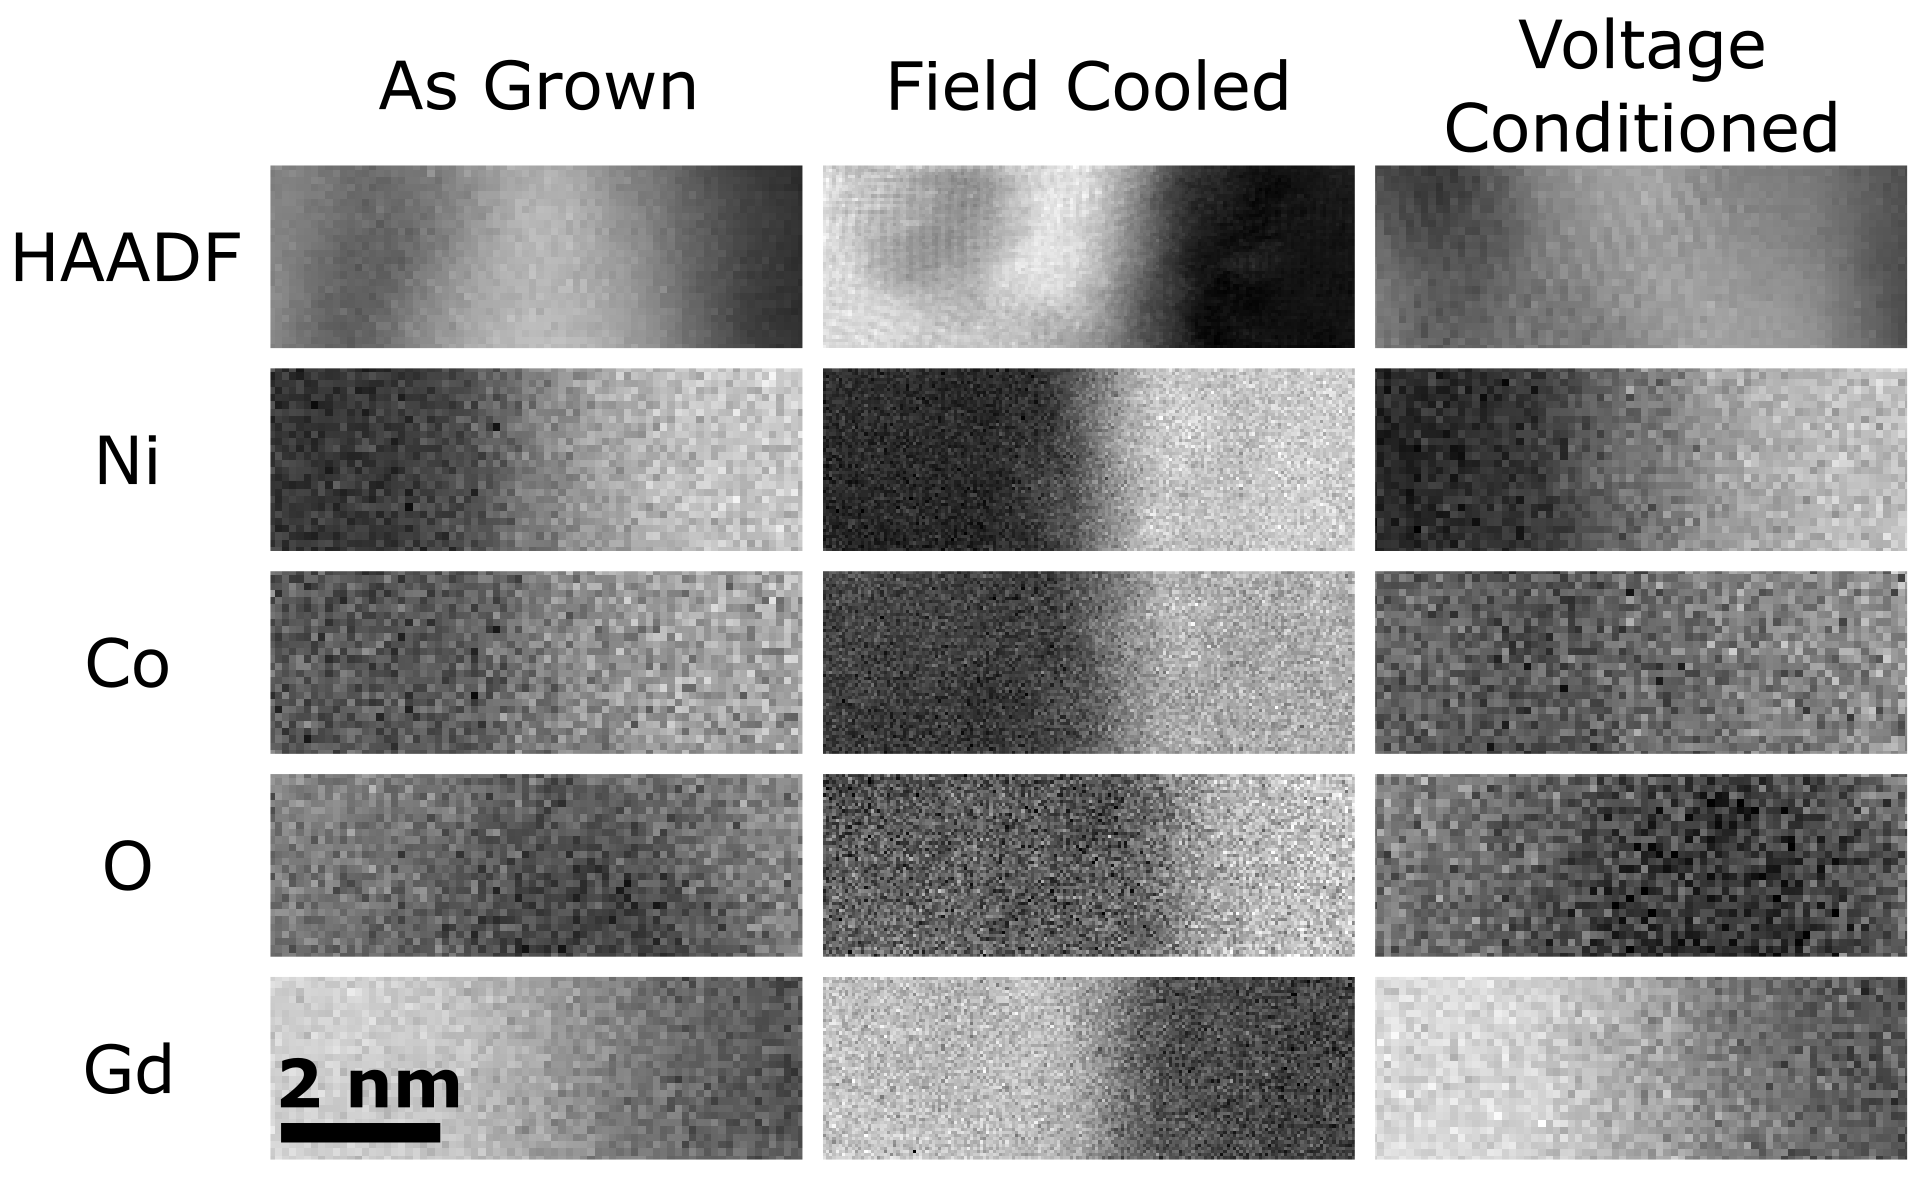 As Grown
Field Cooled
Voltage
Conditioned
HAADF
Ni
Co
O
Gd
2 nm